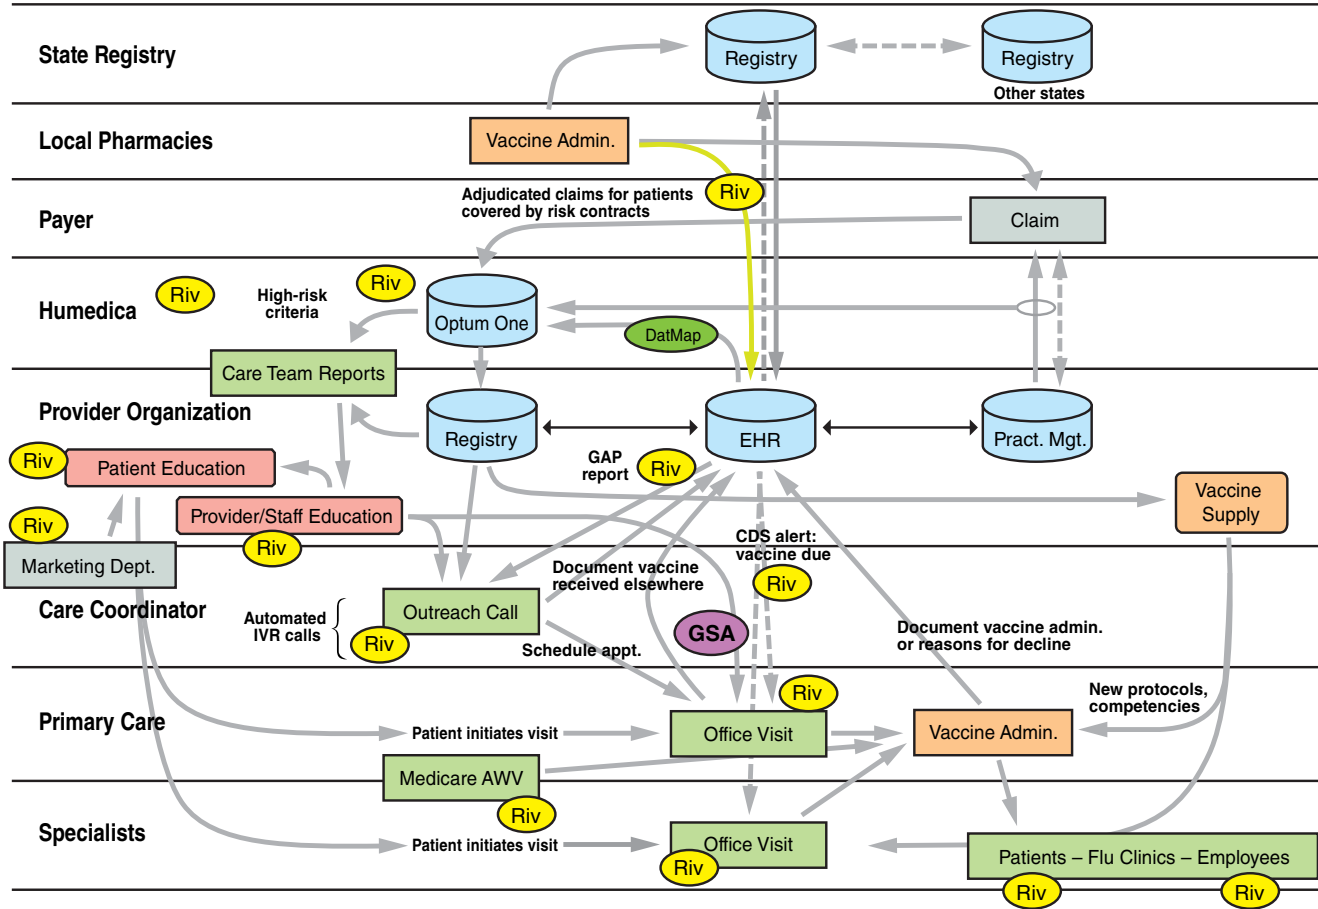 State Registry
Registry
Registry
Other states
Local Pharmacies
Vaccine Admin.
Payer
Adjudicated claims for patients
covered by risk contracts
Riv
Claim
Humedica
Riv
High-risk
criteria
Riv
Optum One
DatMap
Care Team Reports
Provider Organization
Registry
EHR
Pract. Mgt.
Riv
Patient Education
GAP
report
Riv
Vaccine
Supply
Riv
Provider/Staff Education
Riv
Marketing Dept.
CDS alert:
vaccine due
Riv
Document vaccine
received elsewhere
Care Coordinator
Automated
IVR calls
Outreach Call
Riv
GSA
Schedule appt.
Document vaccine admin.
or reasons for decline
Riv
New protocols,
competencies
Primary Care
Patient initiates visit
Office Visit
Vaccine Admin.
Medicare AWV
Riv
Specialists
Patient initiates visit
Office Visit
Riv
Patients – Flu Clinics – Employees
Riv
Riv